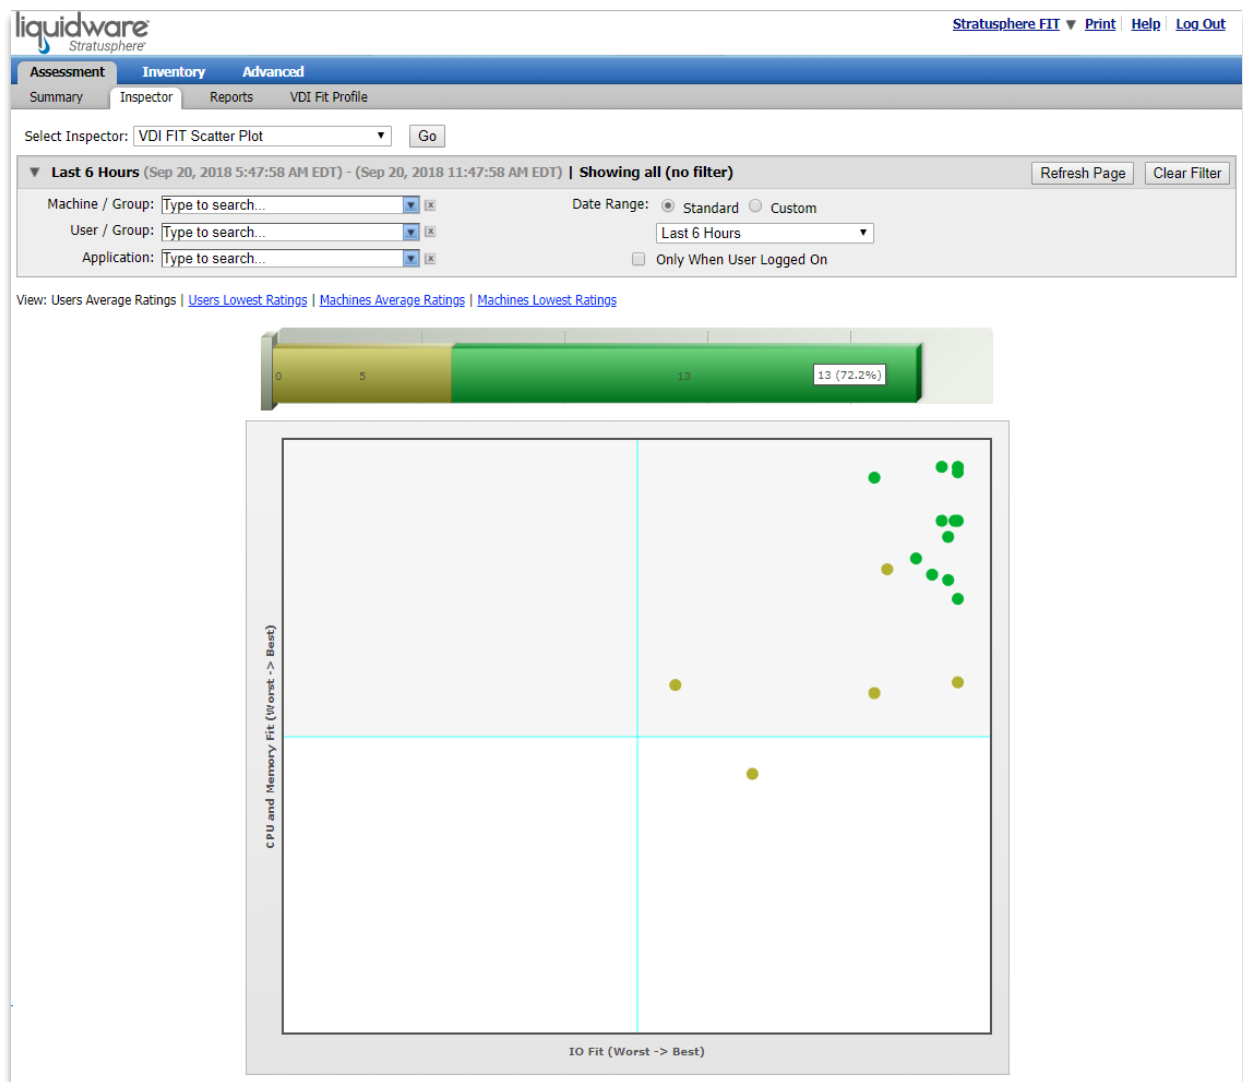 liquidware
Stratusphere FIT ▼ Print Help Log Out
Stratusphere
Assessment Inventory Advanced
Summary Inspector Reports VDI Fit Profile
Select Inspector: VDI FIT Scatter Plot ▼ Go
▼ Last 6 Hours (Sep 20, 2018 5:47:58 AM EDT) - (Sep 20, 2018 11:47:58 AM EDT) | Showing all (no filter) Refresh Page Clear Filter
Machine / Group: Type to search... x Date Range: Standard Custom
User / Group: Type to search... x Last 6 Hours ▼
Application: Type to search... x Only When User Logged On
View: Users Average Ratings | Users Lowest Ratings | Machines Average Ratings | Machines Lowest Ratings
0 5 13 13 (72.2%)
CPU and Memory Fit (Worst -> Best)
IO Fit (Worst -> Best)